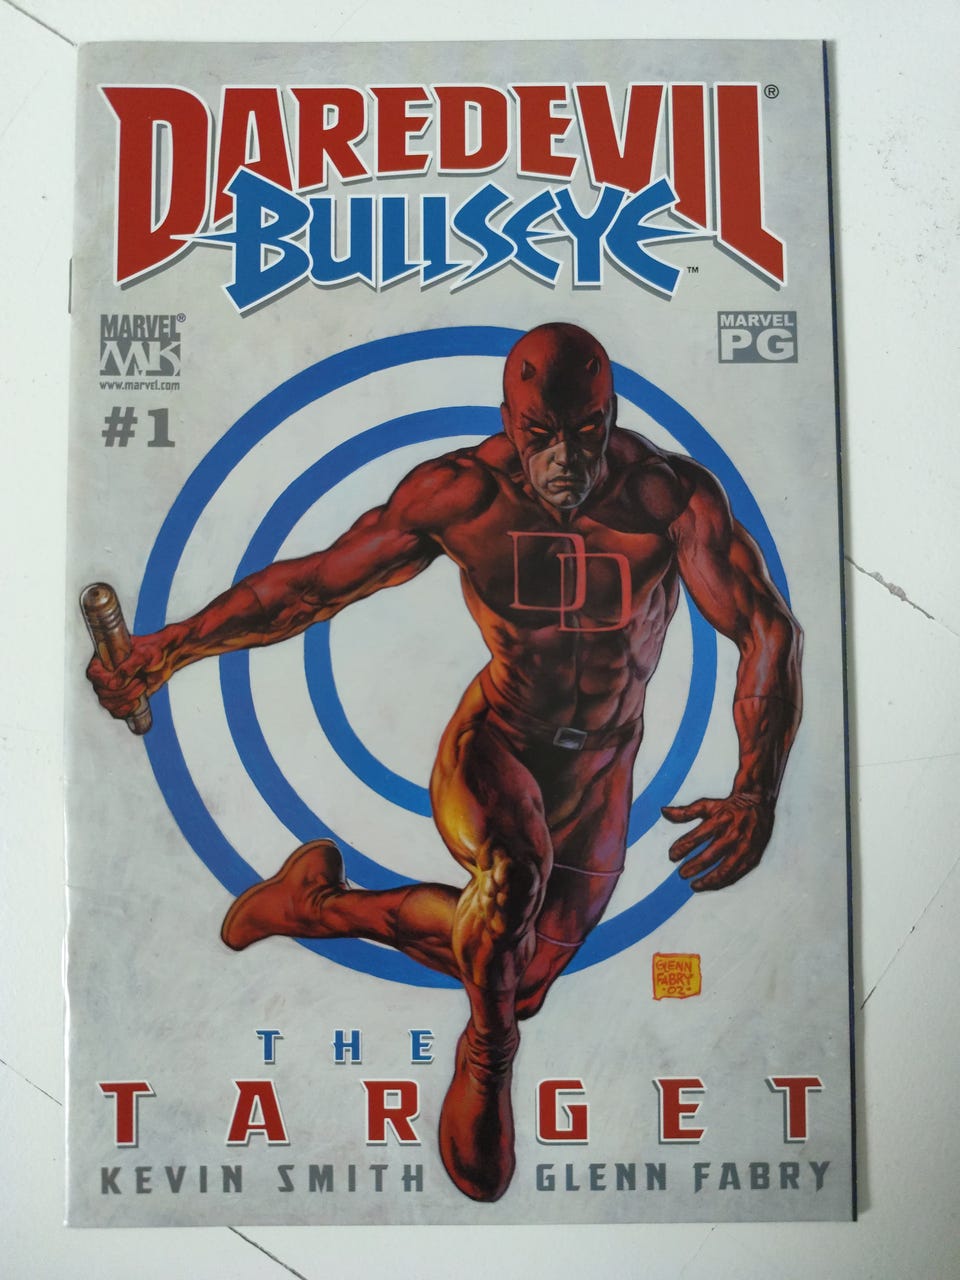 DAREDEVIL®
BULLSEYE™
MARVEL®
MK
www.marvel.com
#1
MARVEL
PG
DD
GLENN
FABRY
'02'
THE
TARGET
KEVIN SMITH GLENN FABRY